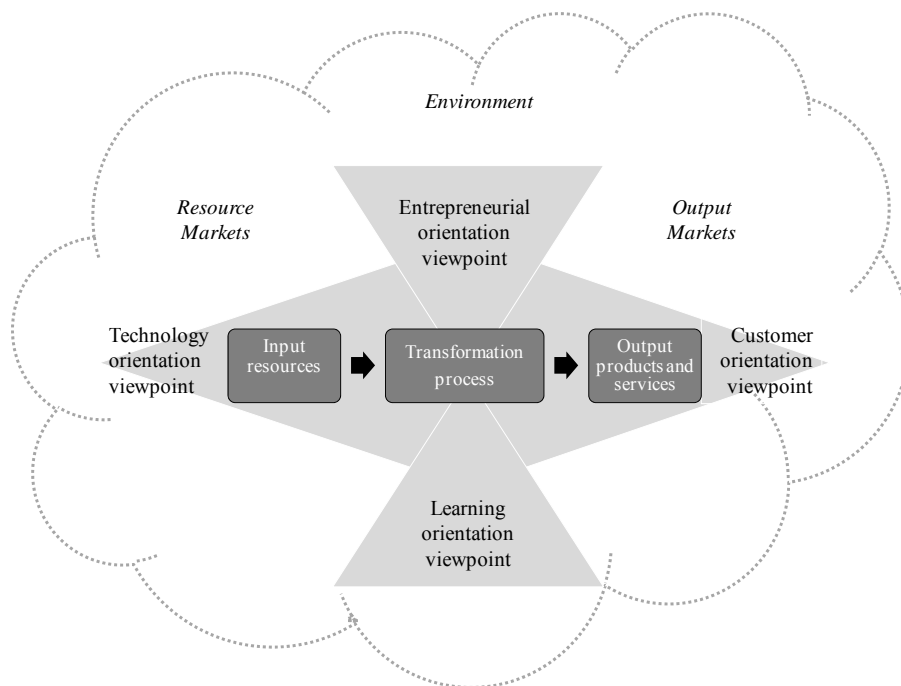 Environment
Resource
Markets
Entrepreneurial
orientation
viewpoint
Output
Markets
Technology
orientation
viewpoint
Input
resources
Transformation
process
Output
products and
services
Customer
orientation
viewpoint
Learning
orientation
viewpoint